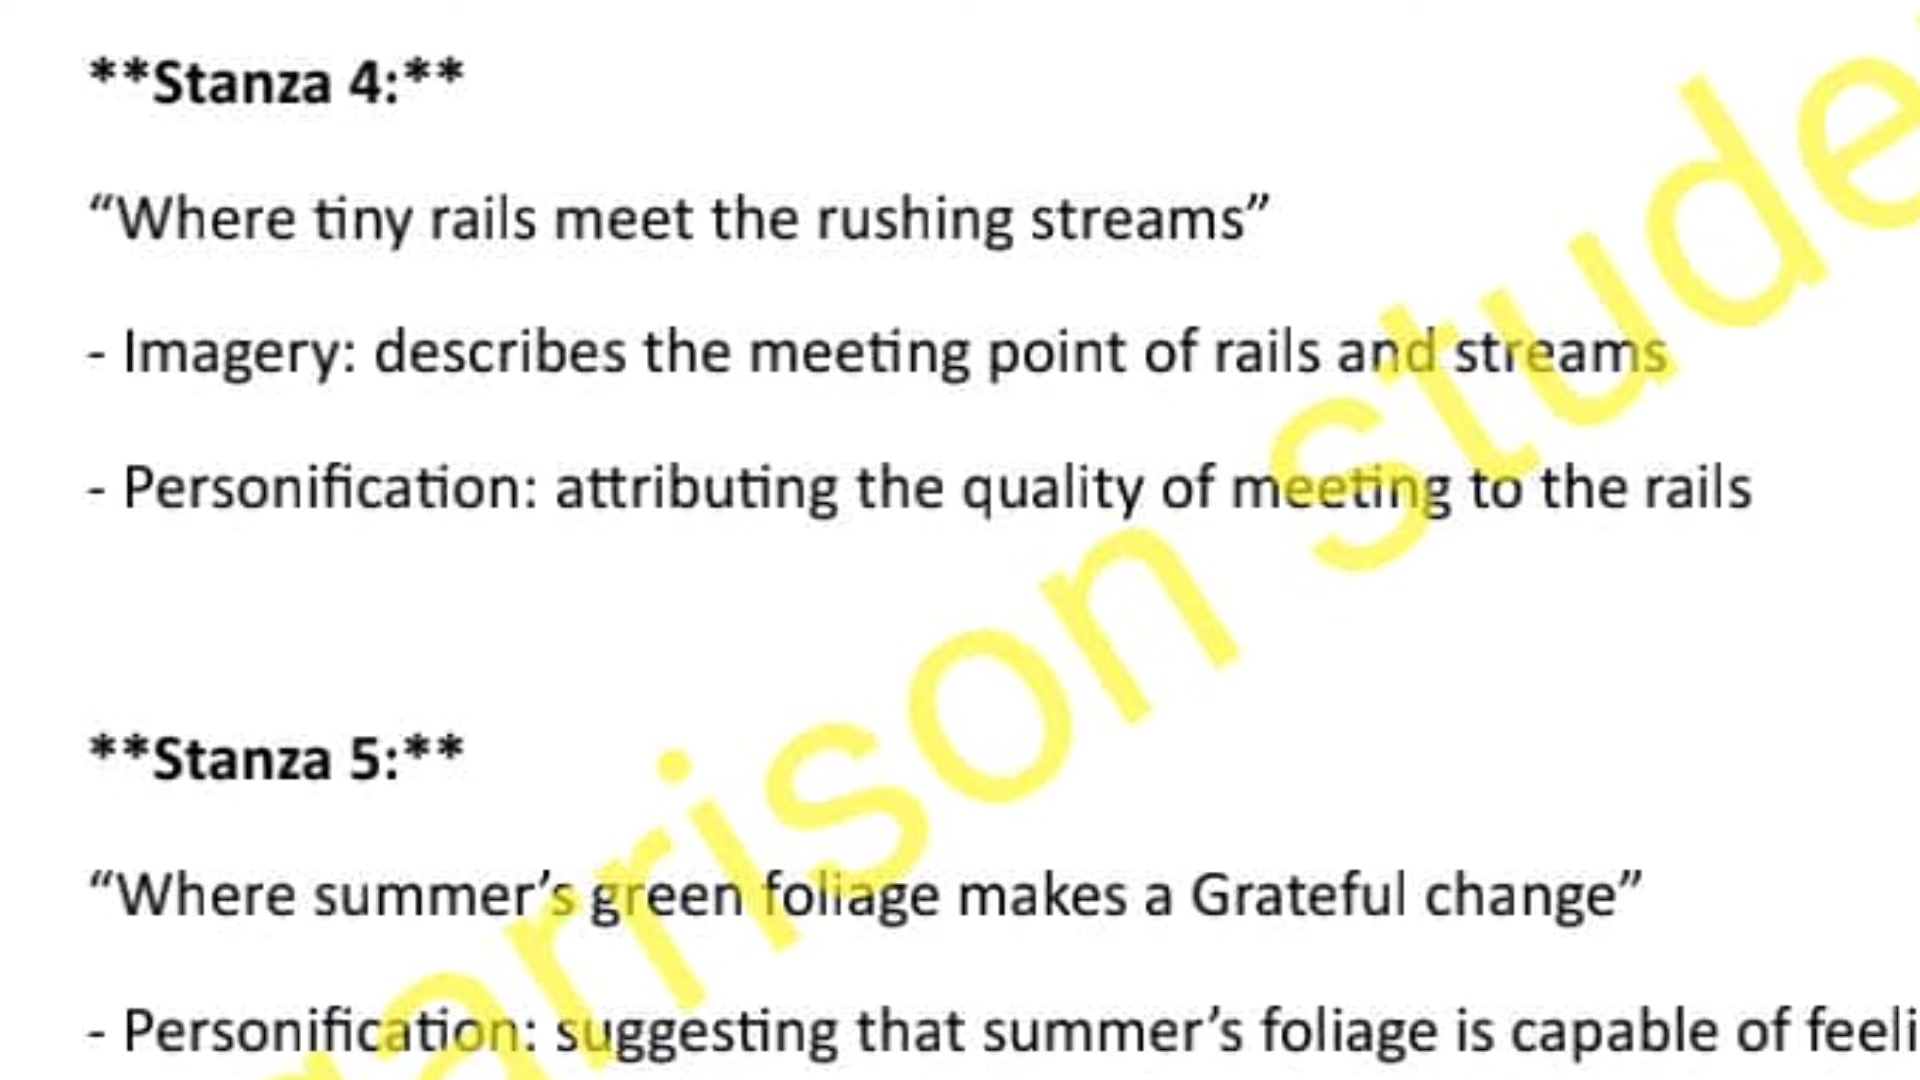 **Stanza 4:**
“Where tiny rails meet the rushing streams”
- Imagery: describes the meeting point of rails and streams
- Personification: attributing the quality of meeting to the rails
**Stanza 5:**
“Where summer’s green foliage makes a Grateful change”
- Personification: suggesting that summer’s foliage is capable of
arrison stude